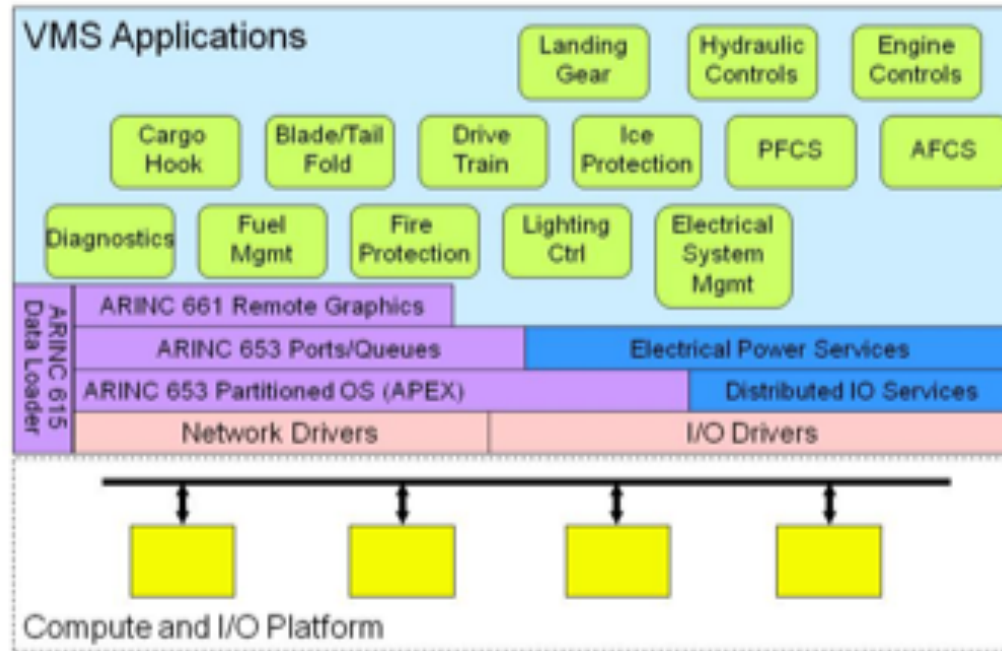 VMS Applications
Landing
Gear
Hydraulic
Controls
Engine
Controls
Cargo
Hook
Blade/Tail
Fold
Drive
Train
Ice
Protection
PFCS
AFCS
Diagnostics
Fuel
Mgmt
Fire
Protection
Lighting
Ctrl
Electrical
System
Mgmt
ARINC 615
Data Loader
ARINC 661 Remote Graphics
ARINC 653 Ports/Queues
Electrical Power Services
ARINC 653 Partitioned OS (APEX)
Distributed IO Services
Network Drivers
I/O Drivers
Compute and I/O Platform